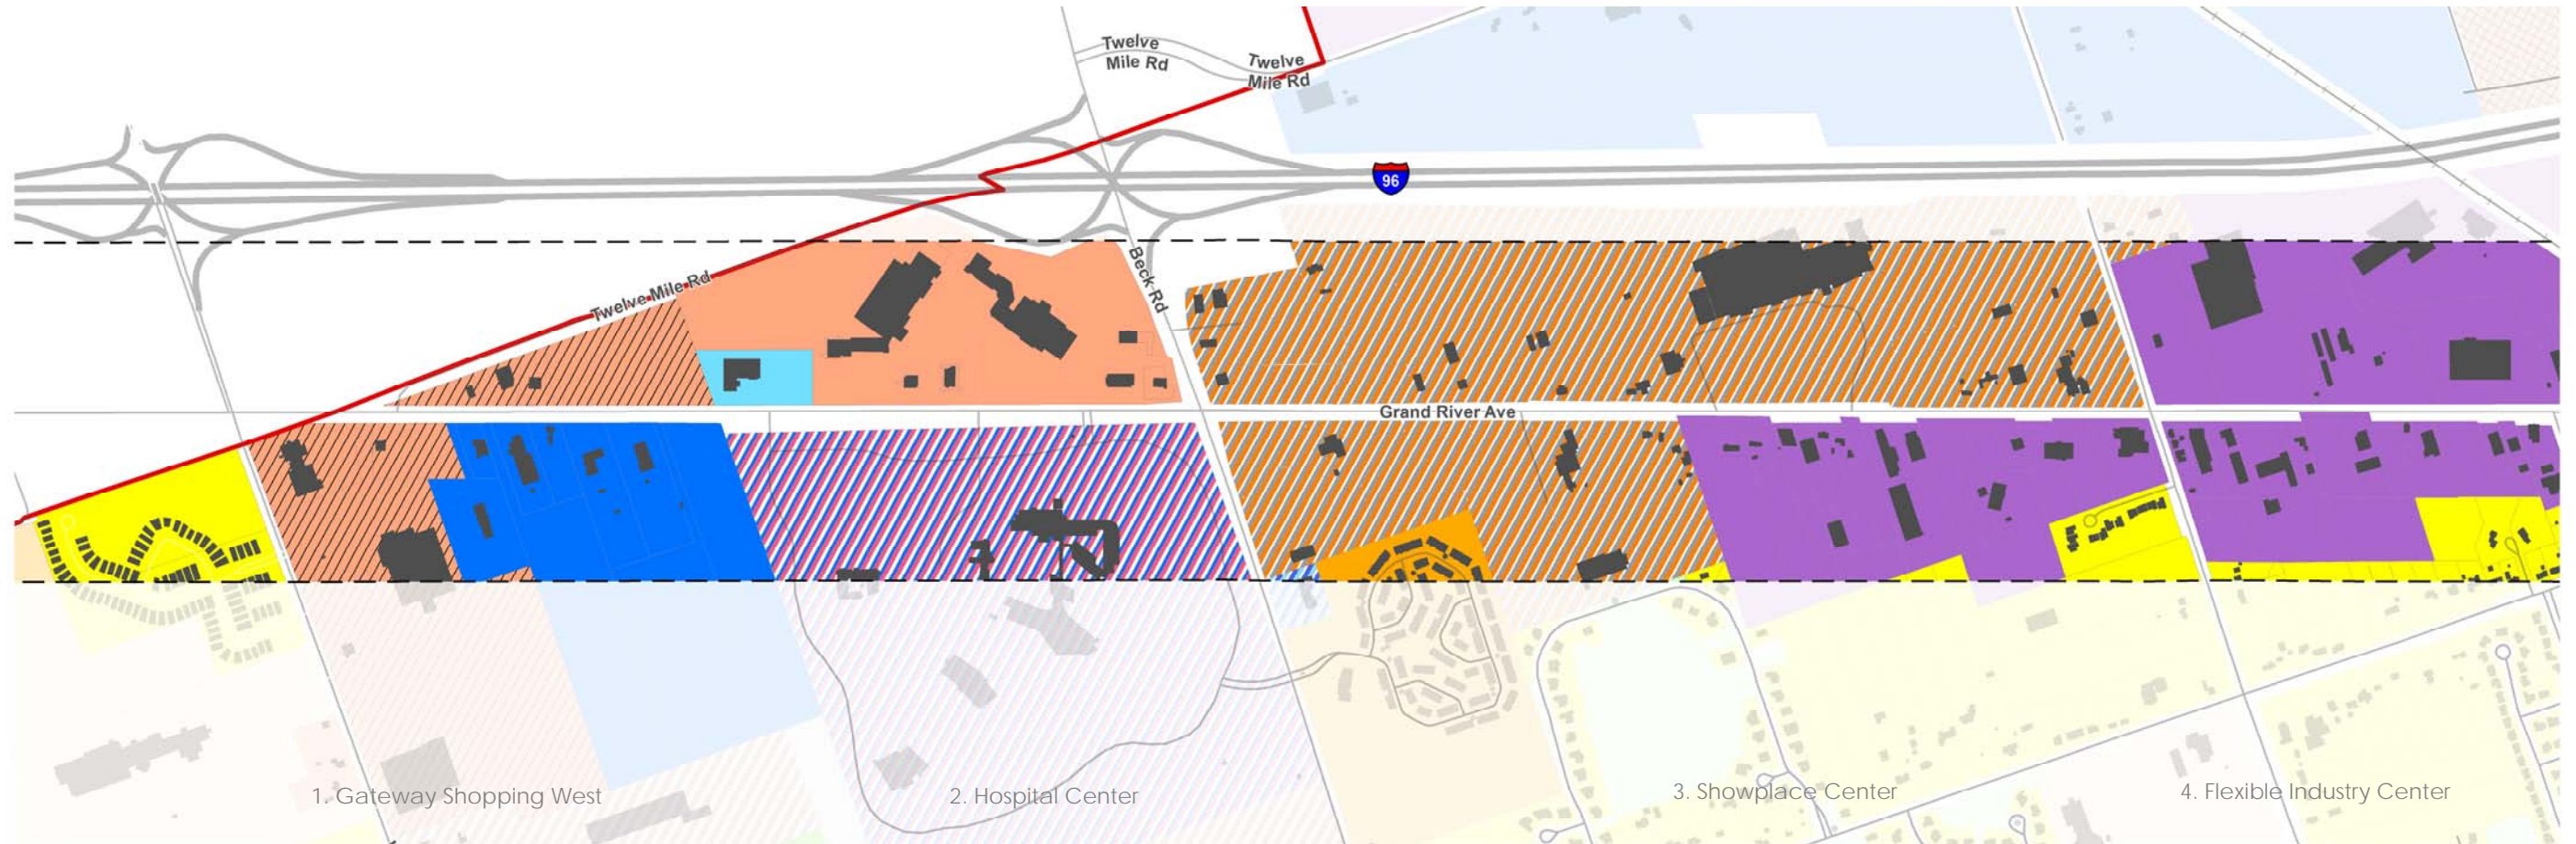 Twelve
Mile Rd
Twelve
Mile Rd
96
Beck Rd
Twelve Mile Rd
Grand River Ave
1. Gateway Shopping West
2. Hospital Center
3. Showplace Center
4. Flexible Industry Center